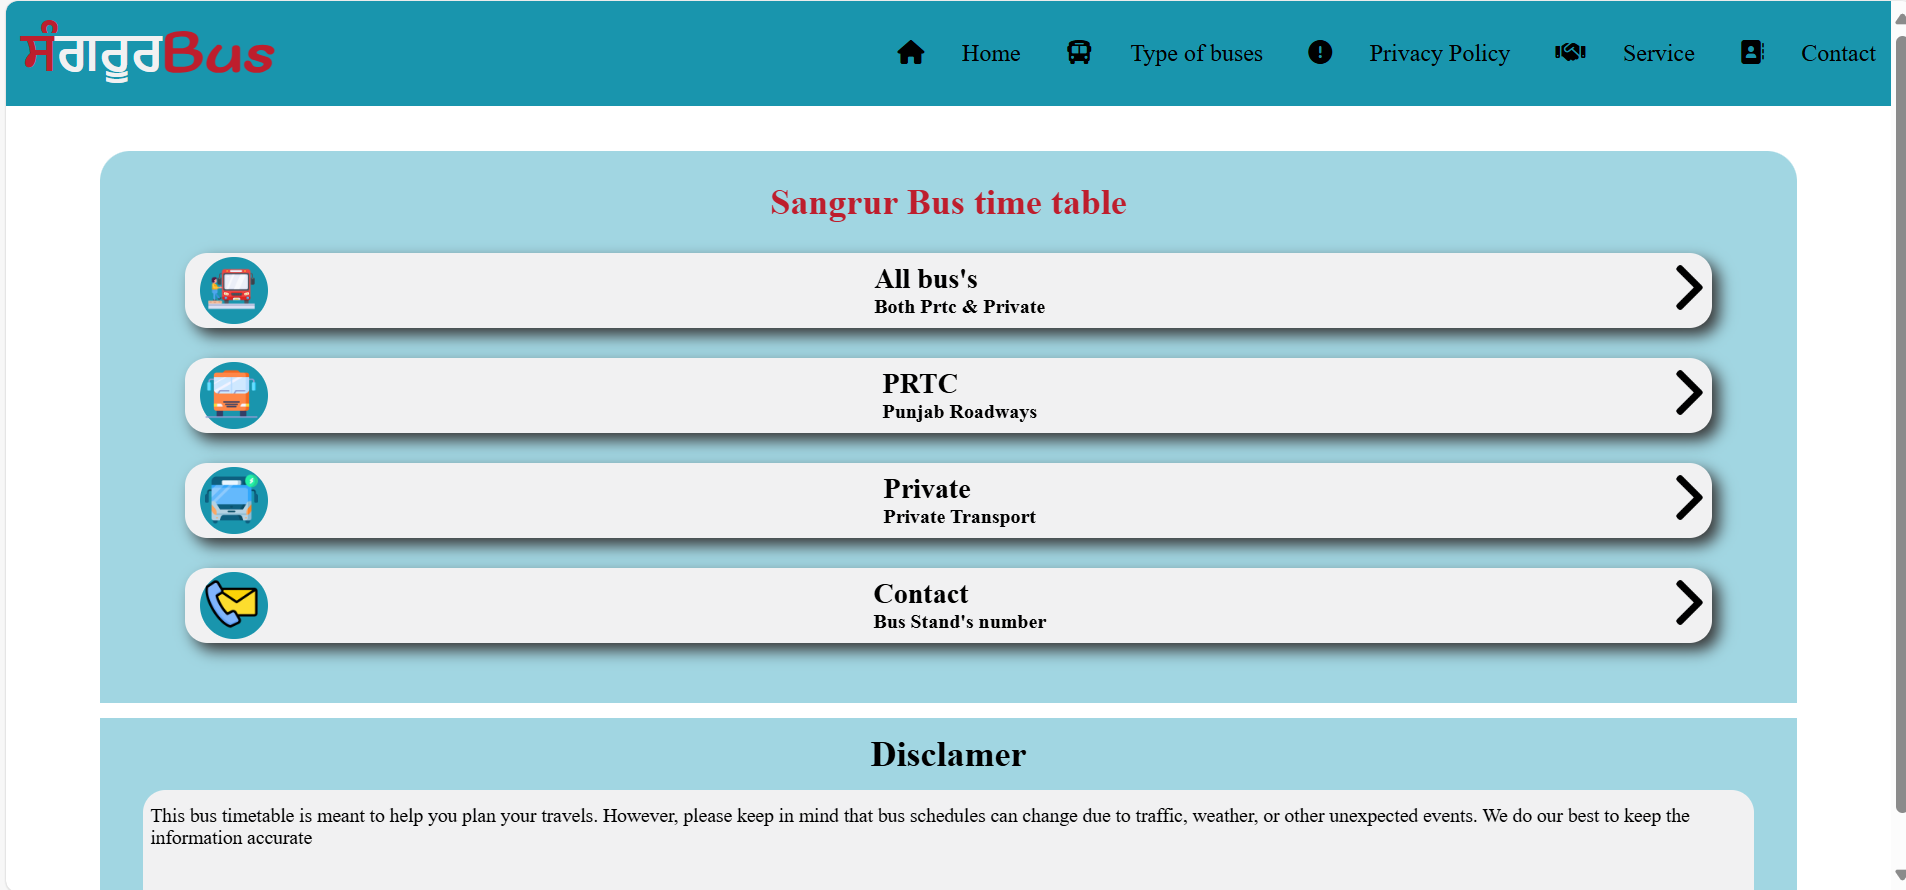 ਸੰਗਰੂਰBus
Home
Type of buses
Privacy Policy
Service
Contact
Sangrur Bus time table
All bus's
Both Prtc & Private
PRTC
Punjab Roadways
Private
Private Transport
Contact
Bus Stand's number
Disclamer
This bus timetable is meant to help you plan your travels. However, please keep in mind that bus schedules can change due to traffic, weather, or other unexpected events. We do our best to keep the
information accurate